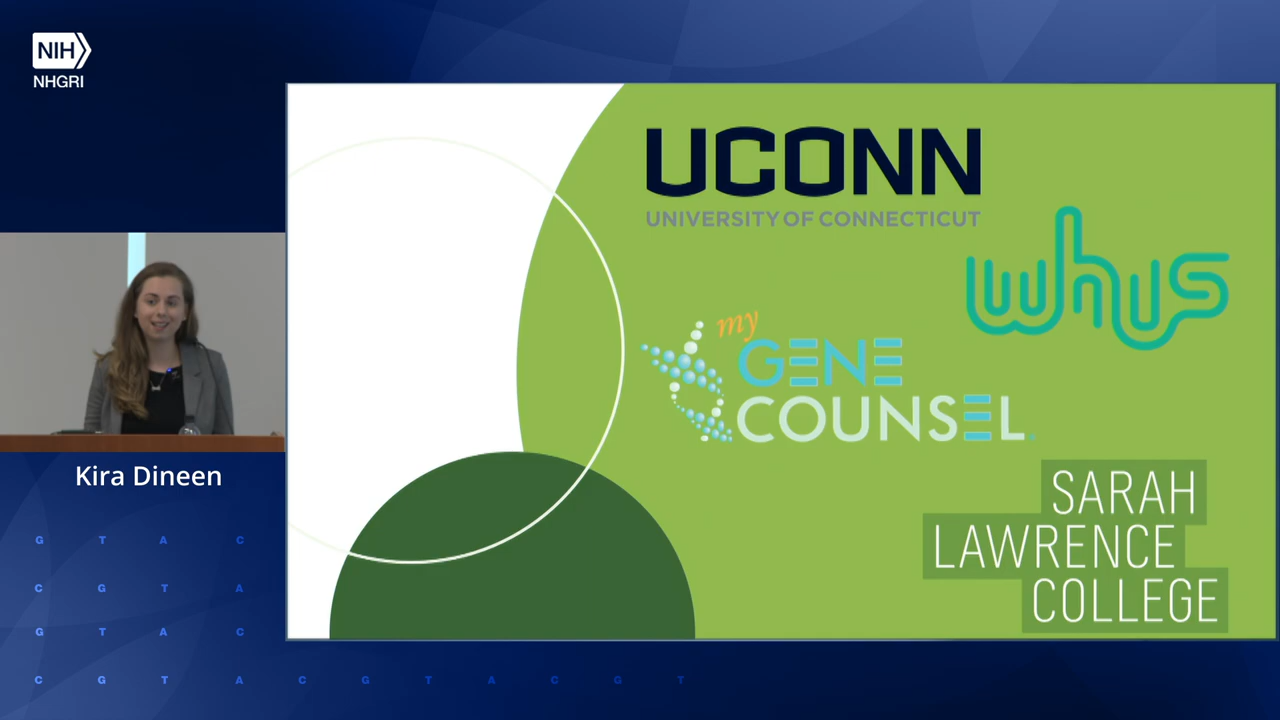 NIH
NHGRI
UCONN
UNIVERSITY OF CONNECTICUT
whus
my
GENE
COUNSEL
SARAH
LAWRENCE
COLLEGE
Kira Dineen
G T A C
C G T A
G T A C
C G T A C G T A C G T